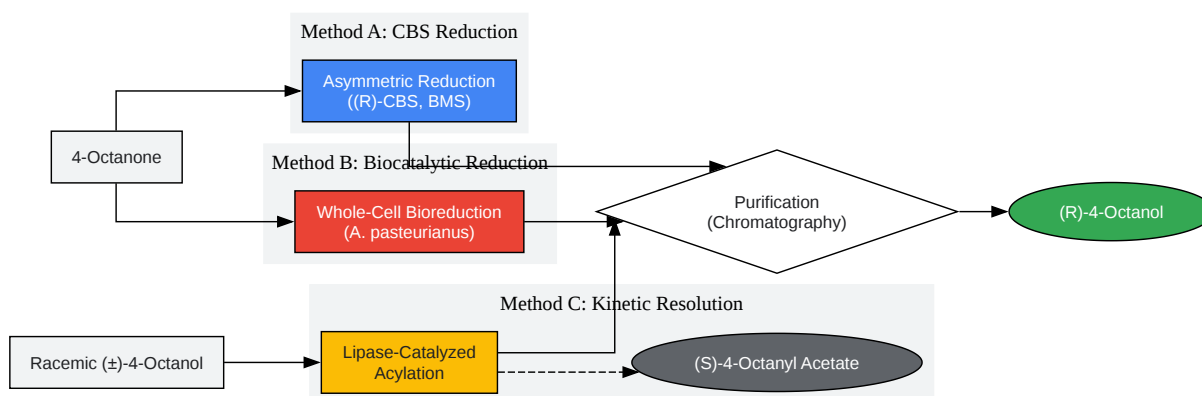 Method A: CBS Reduction
Asymmetric Reduction
((R)-CBS, BMS)
4-Octanone
Method B: Biocatalytic Reduction
Whole-Cell Bioreduction
(A. pasteurianus)
Purification
(Chromatography)
(R)-4-Octanol
Method C: Kinetic Resolution
Racemic (±)-4-Octanol
Lipase-Catalyzed
Acylation
(S)-4-Octanyl Acetate